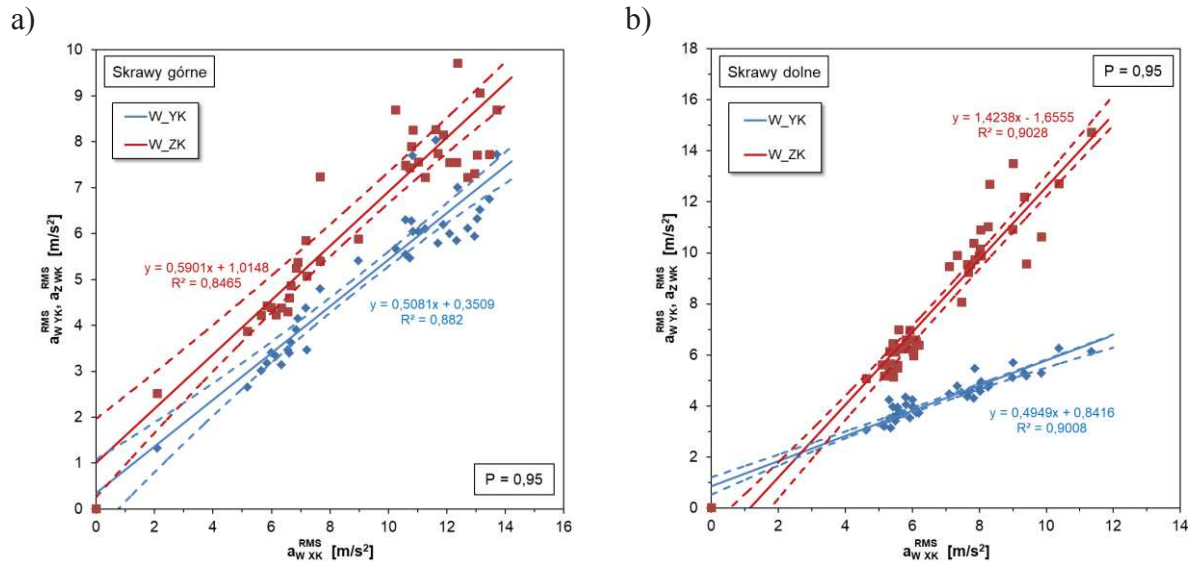 a)
Skrawy górne
W_YK
W_ZK
y = 0,5901x + 1,0148
R² = 0,8465
y = 0,5081x + 0,3509
R² = 0,882
P = 0,95
a_W YK^RMS, a_Z WK^RMS [m/s²]
10
9
8
7
6
5
4
3
2
1
0
0 2 4 6 8 10 12 14 16
a_W XK^RMS [m/s²]
b)
Skrawy dolne
P = 0,95
W_YK
W_ZK
y = 1,4238x - 1,6555
R² = 0,9028
y = 0,4949x + 0,8416
R² = 0,9008
a_W YK^RMS, a_Z WK^RMS [m/s²]
18
16
14
12
10
8
6
4
2
0
0 2 4 6 8 10 12 14
a_W XK^RMS [m/s²]